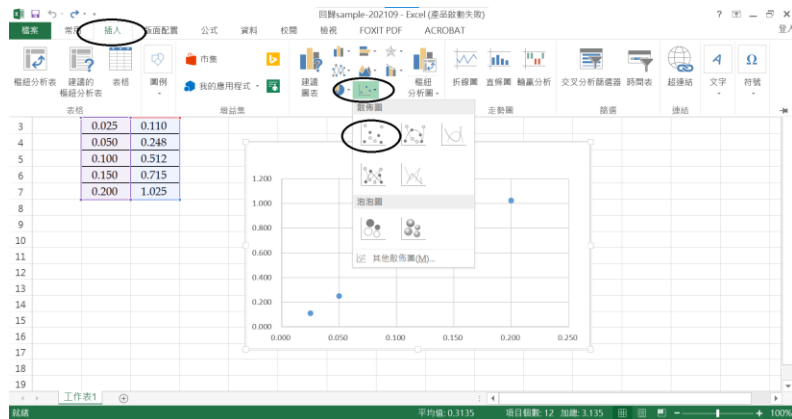 回歸sample-202109 - Excel (產品啟動失敗)
檔案 常用 插入 版面配置 公式 資料 校閱 檢視 FOXIT PDF ACROBAT 登入
樞紐分析表 建議的樞紐分析表 表格 圖例 市集 我的應用程式 建議圖表 樞紐分析圖 折線圖 直條圖 輸贏分析 交叉分析篩選器 時間表 超連結 文字 符號
表格 增益集 走勢圖 篩選 連結
散佈圖
泡泡圖
其他散佈圖(M)...
3 0.025 0.110
4 0.050 0.248
5 0.100 0.512
6 0.150 0.715
7 0.200 1.025
8
9
10
11
12
13
14
15
16
17
18
19
1.200
1.000
0.800
0.600
0.400
0.200
0.000
0.000 0.050 0.100 0.150 0.200 0.250
工作表1
就緒 平均值: 0.3135 項目個數: 12 加總: 3.135 100%